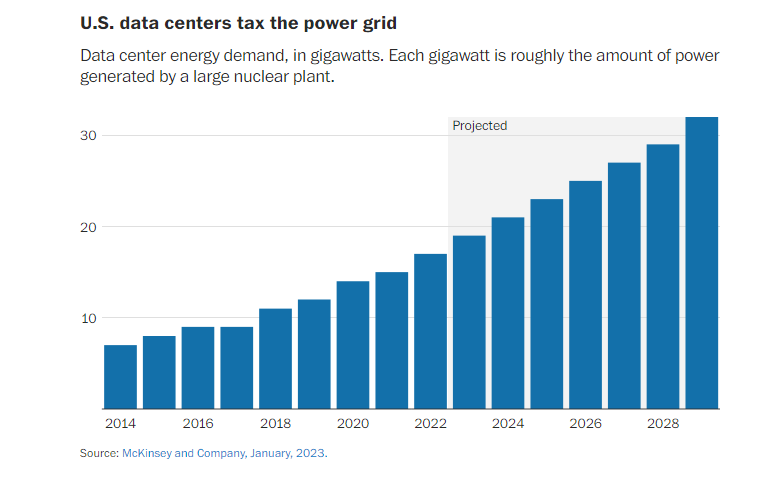 U.S. data centers tax the power grid
Data center energy demand, in gigawatts. Each gigawatt is roughly the amount of power
generated by a large nuclear plant.
Projected
30
20
10
2014 2016 2018 2020 2022 2024 2026 2028
Source: McKinsey and Company, January, 2023.